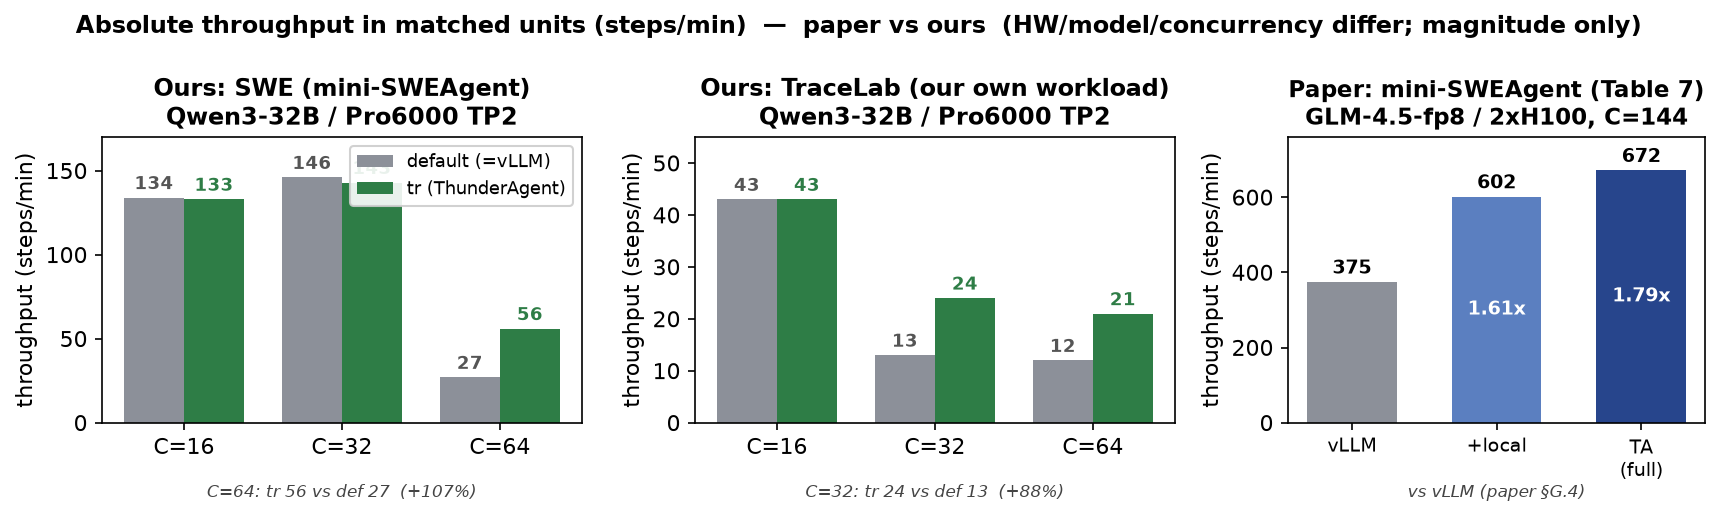 Absolute throughput in matched units (steps/min) — paper vs ours (HW/model/concurrency differ; magnitude only)
Ours: SWE (mini-SWEAgent)
Qwen3-32B / Pro6000 TP2
throughput (steps/min)
150
100
50
0
134
133
146
143
27
56
default (=vLLM)
tr (ThunderAgent)
C=16
C=32
C=64
C=64: tr 56 vs def 27 (+107%)
Ours: TraceLab (our own workload)
Qwen3-32B / Pro6000 TP2
throughput (steps/min)
50
40
30
20
10
0
43
43
13
24
12
21
C=16
C=32
C=64
C=32: tr 24 vs def 13 (+88%)
Paper: mini-SWEAgent (Table 7)
GLM-4.5-fp8 / 2xH100, C=144
throughput (steps/min)
600
400
200
0
375
602
672
1.61x
1.79x
vLLM
+local
TA
(full)
vs vLLM (paper §G.4)